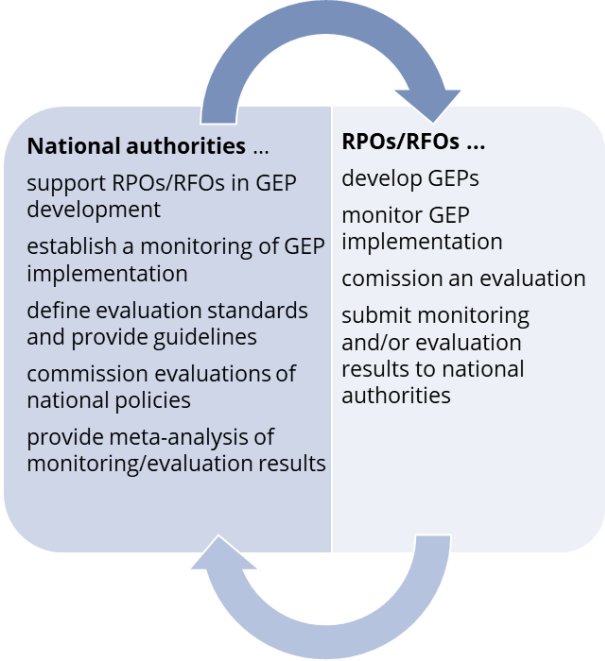 National authorities ...
support RPOs/RFOs in GEP
development
establish a monitoring of GEP
implementation
define evaluation standards
and provide guidelines
commission evaluations of
national policies
provide meta-analysis of
monitoring/evaluation results
RPOs/RFOs ...
develop GEPs
monitor GEP
implementation
comission an evaluation
submit monitoring
and/or evaluation
results to national
authorities